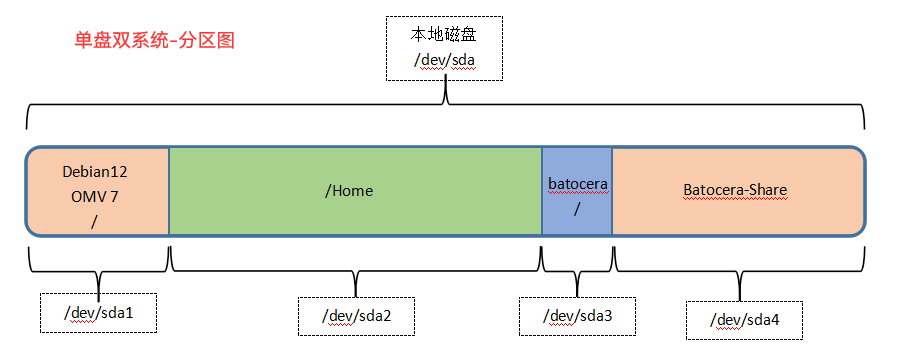 单盘双系统-分区图
本地磁盘
/dev/sda
Debian12
OMV 7
/
/Home
batocera
/
Batocera-Share
/dev/sda1
/dev/sda2
/dev/sda3
/dev/sda4